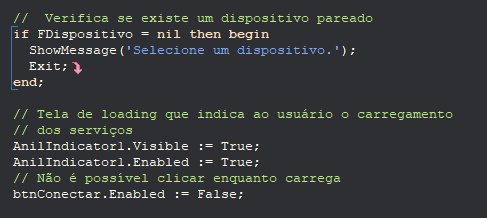 //  Verifica se existe um dispositivo pareado
if FDispositivo = nil then begin
  ShowMessage('Selecione um dispositivo.');
  Exit;
end;

// Tela de loading que indica ao usuário o carregamento
// dos serviços
AnilIndicator1.Visible := True;
AnilIndicator1.Enabled := True;
// Não é possível clicar enquanto carrega
btnConectar.Enabled := False;